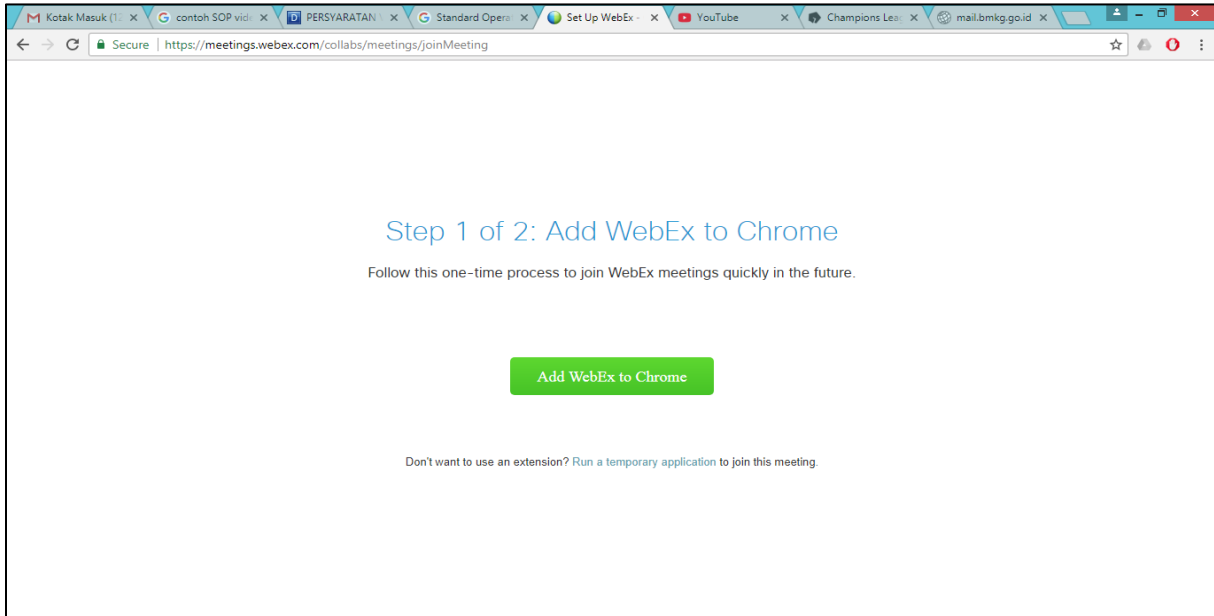 Kotak Masuk (12
contoh SOP vide
PERSYARATAN V
Standard Operat
Set Up WebEx -
YouTube
Champions Leag
mail.bmkg.go.id
Secure | https://meetings.webex.com/collabs/meetings/joinMeeting
Step 1 of 2: Add WebEx to Chrome
Follow this one-time process to join WebEx meetings quickly in the future.
Add WebEx to Chrome
Don't want to use an extension? Run a temporary application to join this meeting.